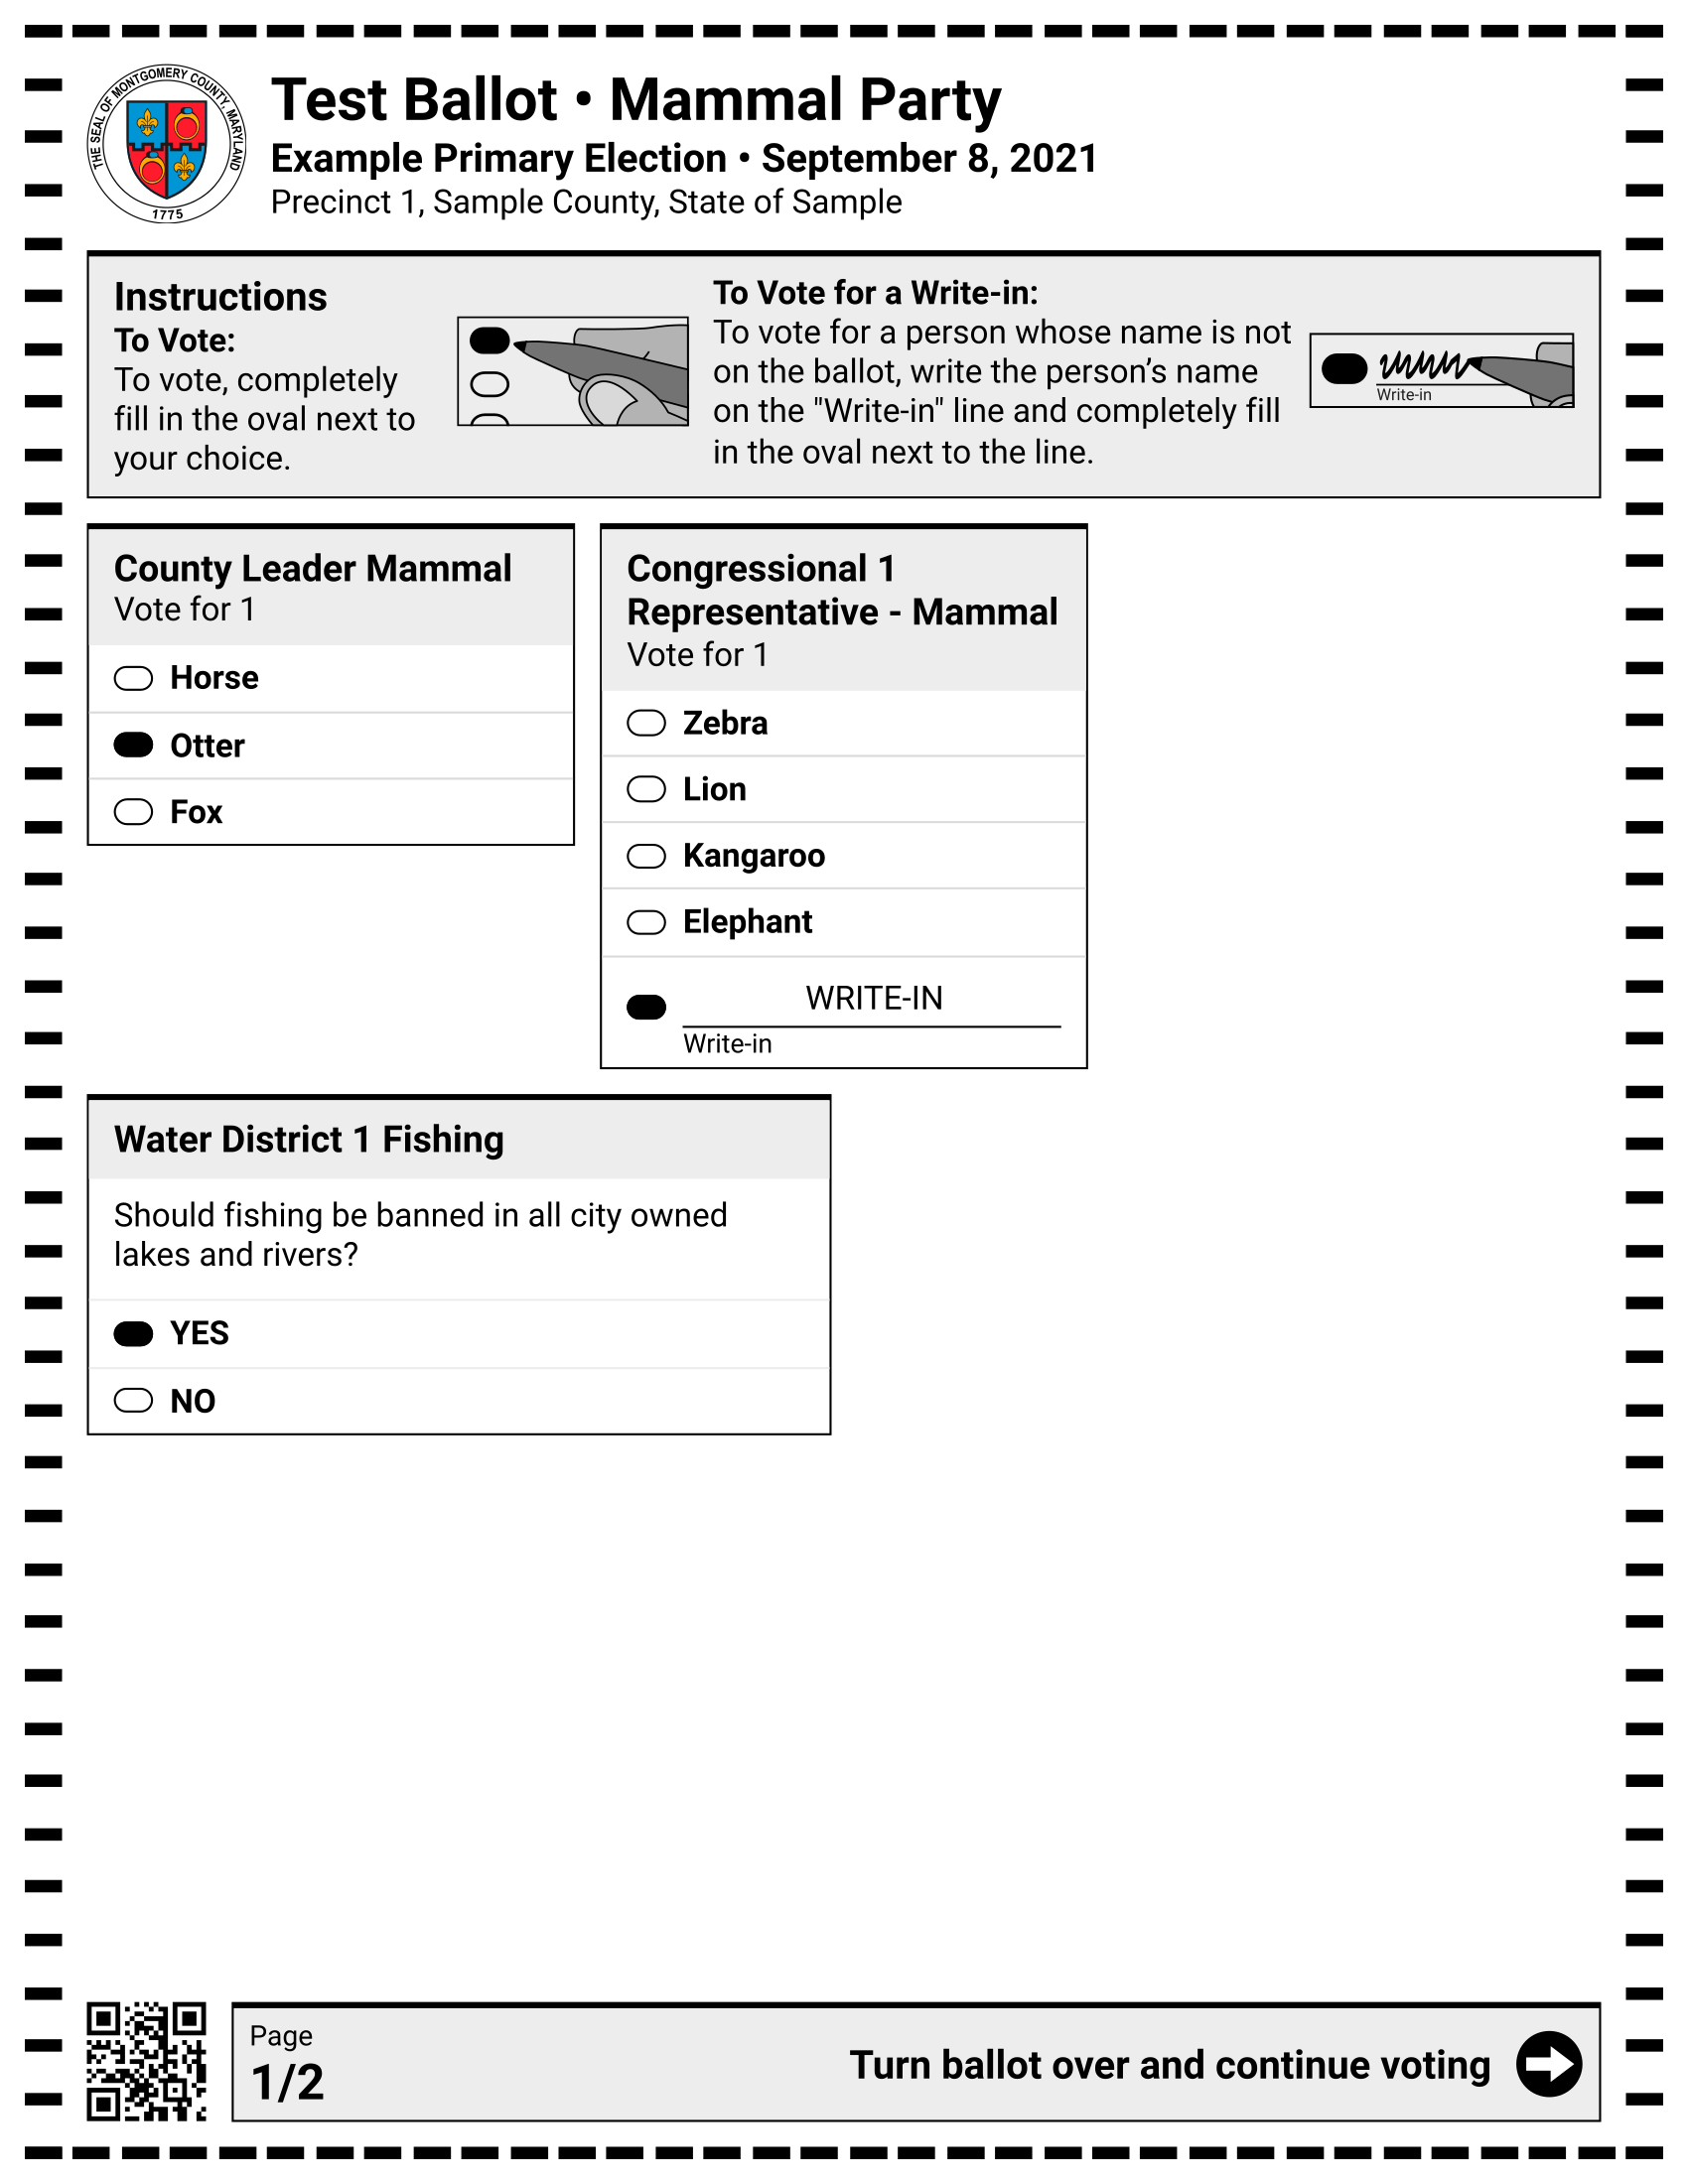 THE SEAL OF MONTGOMERY COUNTY, MARYLAND
1775
Test Ballot • Mammal Party
Example Primary Election • September 8, 2021
Precinct 1, Sample County, State of Sample
Instructions
To Vote:
To vote, completely
fill in the oval next to
your choice.
To Vote for a Write-in:
To vote for a person whose name is not
on the ballot, write the person’s name
on the "Write-in" line and completely fill
in the oval next to the line.
Write-in
County Leader Mammal
Vote for 1
Horse
Otter
Fox
Congressional 1
Representative - Mammal
Vote for 1
Zebra
Lion
Kangaroo
Elephant
WRITE-IN
Write-in
Water District 1 Fishing
Should fishing be banned in all city owned
lakes and rivers?
YES
NO
Page
1/2
Turn ballot over and continue voting